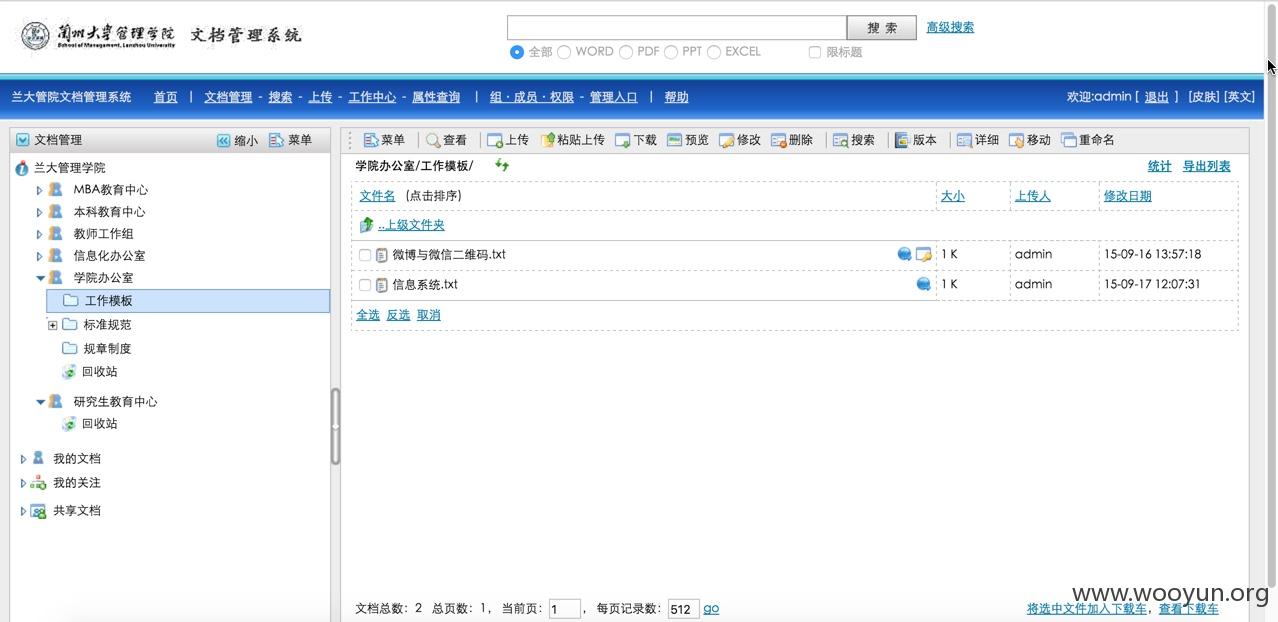 兰州大学管理学院 文档管理系统
School of Management, Lanzhou University
搜 索 高级搜索
全部 WORD PDF PPT EXCEL 限标题
兰大管院文档管理系统 首页 | 文档管理 - 搜索 - 上传 - 工作中心 - 属性查询 | 组·成员·权限 - 管理入口 | 帮助 欢迎:admin [ 退出 ] [皮肤] [英文]
文档管理 缩小 菜单
兰大管理学院
MBA教育中心
本科教育中心
教师工作组
信息化办公室
学院办公室
工作模板
标准规范
规章制度
回收站
研究生教育中心
回收站
我的文档
我的关注
共享文档
菜单 查看 上传 粘贴上传 下载 预览 修改 删除 搜索 版本 详细 移动 重命名
学院办公室/工作模板/ 统计 导出列表
文件名 (点击排序) 大小 上传人 修改日期
..上级文件夹
微博与微信二维码.txt 1 K admin 15-09-16 13:57:18
信息系统.txt 1 K admin 15-09-17 12:07:31
全选 反选 取消
文档总数: 2 总页数: 1, 当前页: 1 , 每页记录数: 512 go
将选中文件加入下载车, 查看下载车
www.wooyun.org